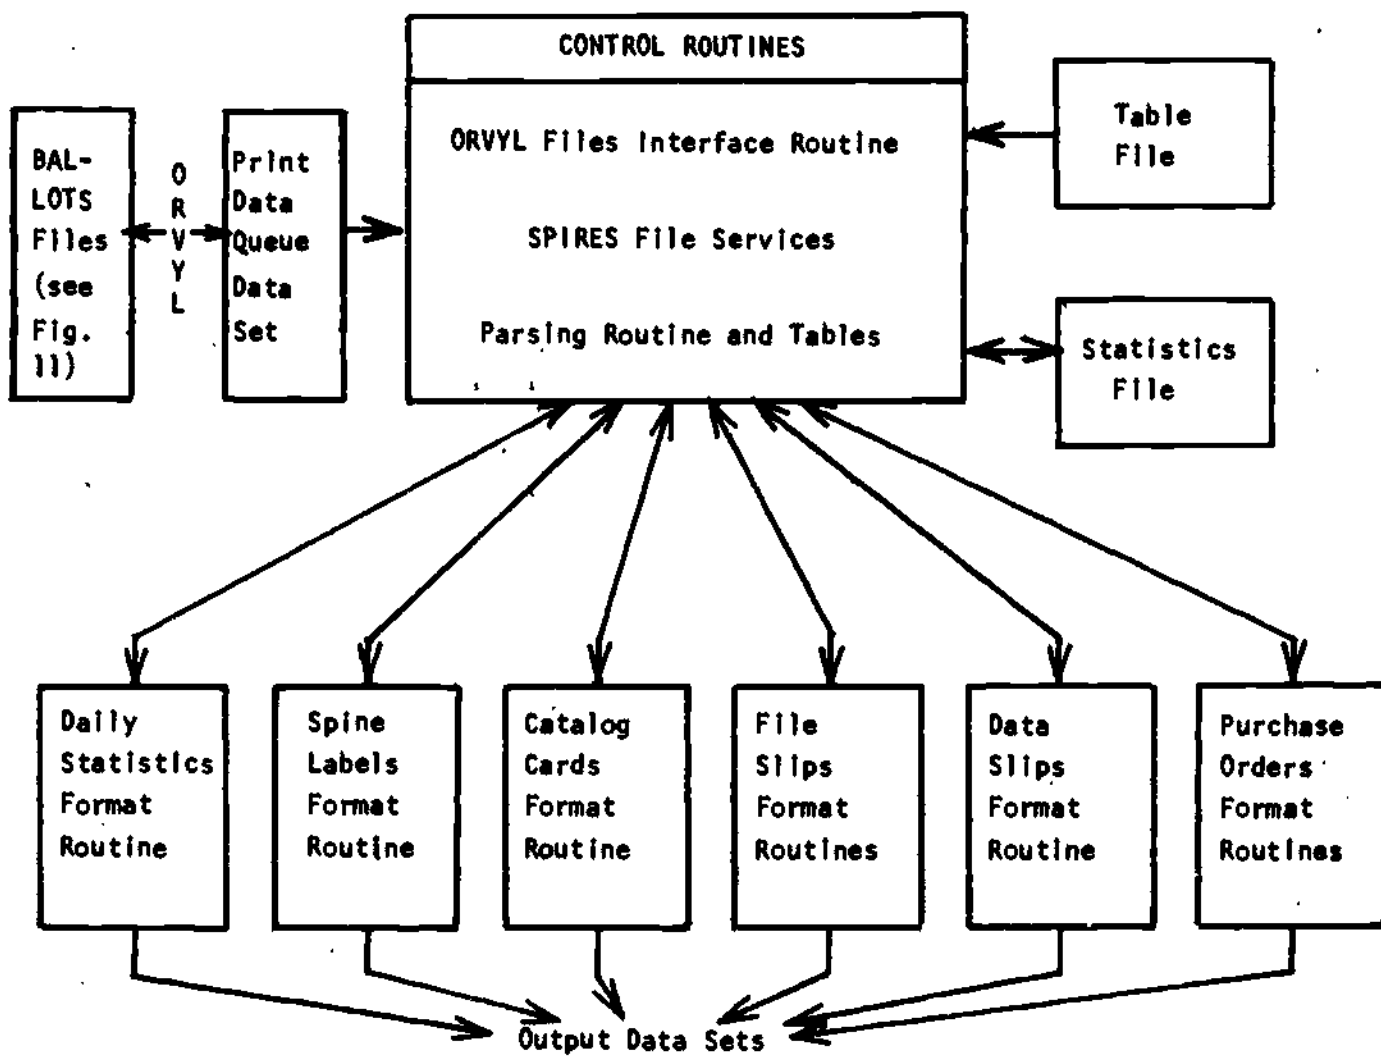 CONTROL ROUTINES
ORVYL Files Interface Routine
SPIRES File Services
Parsing Routine and Tables
BAL-
LOTS
Files
(see
Fig.
11)
O
R
V
Y
L
Print
Data
Queue
Data
Set
Table
File
Statistics
File
Daily
Statistics
Format
Routine
Spine
Labels
Format
Routine
Catalog
Cards
Format
Routine
File
Slips
Format
Routines
Data
Slips
Format
Routine
Purchase
Orders
Format
Routines
Output Data Sets